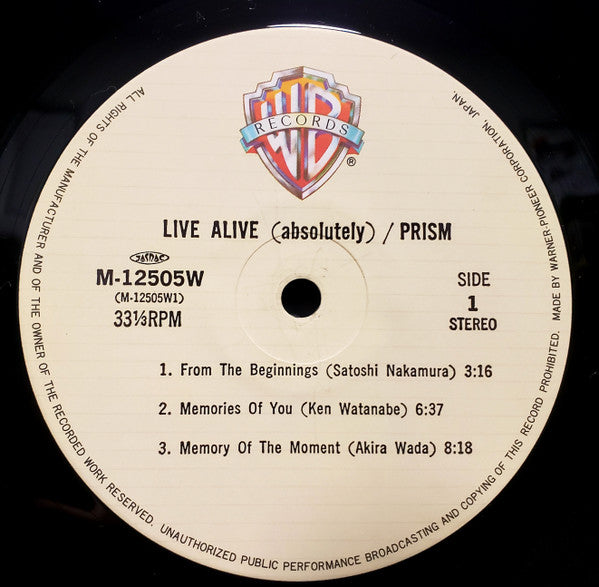 WB
RECORDS
®
LIVE ALIVE (absolutely) / PRISM
JASRAC
M-12505W
(M-12505W1)
33⅓RPM
SIDE
1
STEREO
1. From The Beginnings (Satoshi Nakamura) 3:16
2. Memories Of You (Ken Watanabe) 6:37
3. Memory Of The Moment (Akira Wada) 8:18
ALL RIGHTS OF THE MANUFACTURER AND OF THE OWNER OF THE RECORDED WORK RESERVED. UNAUTHORIZED PUBLIC PERFORMANCE BROADCASTING AND COPYING OF THIS RECORD PROHIBITED. MADE BY WARNER-PIONEER CORPORATION, JAPAN.